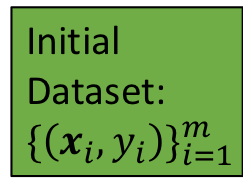 Initial
Dataset:
{(𝒙ᵢ, yᵢ)}ᵢ₌₁ᵐ